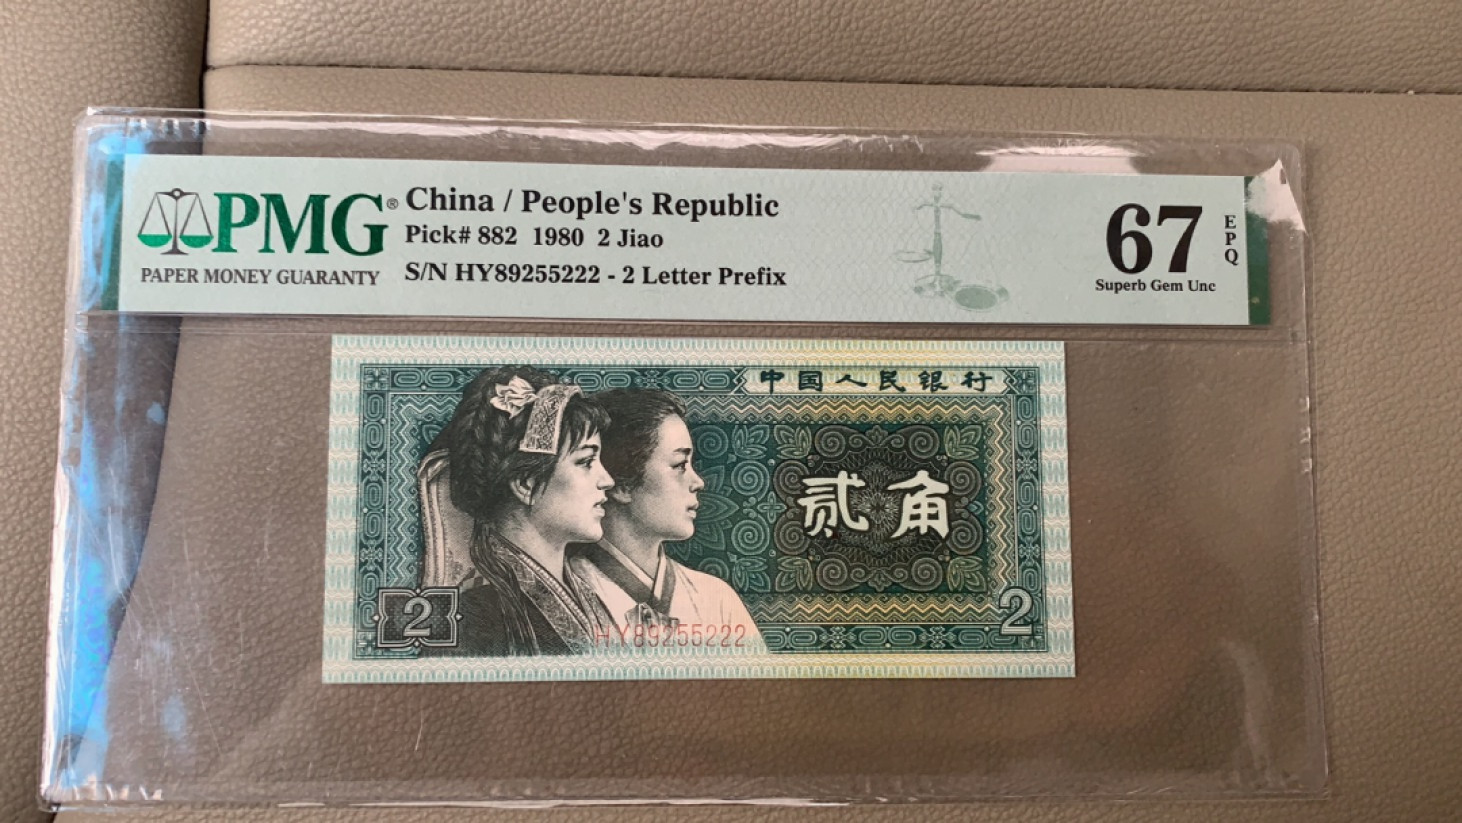 PMG®
PAPER MONEY GUARANTY
China / People's Republic
Pick# 882 1980 2 Jiao
S/N HY89255222 - 2 Letter Prefix
67
EPQ
Superb Gem Unc
中国人民银行
贰角
2
2
HY89255222